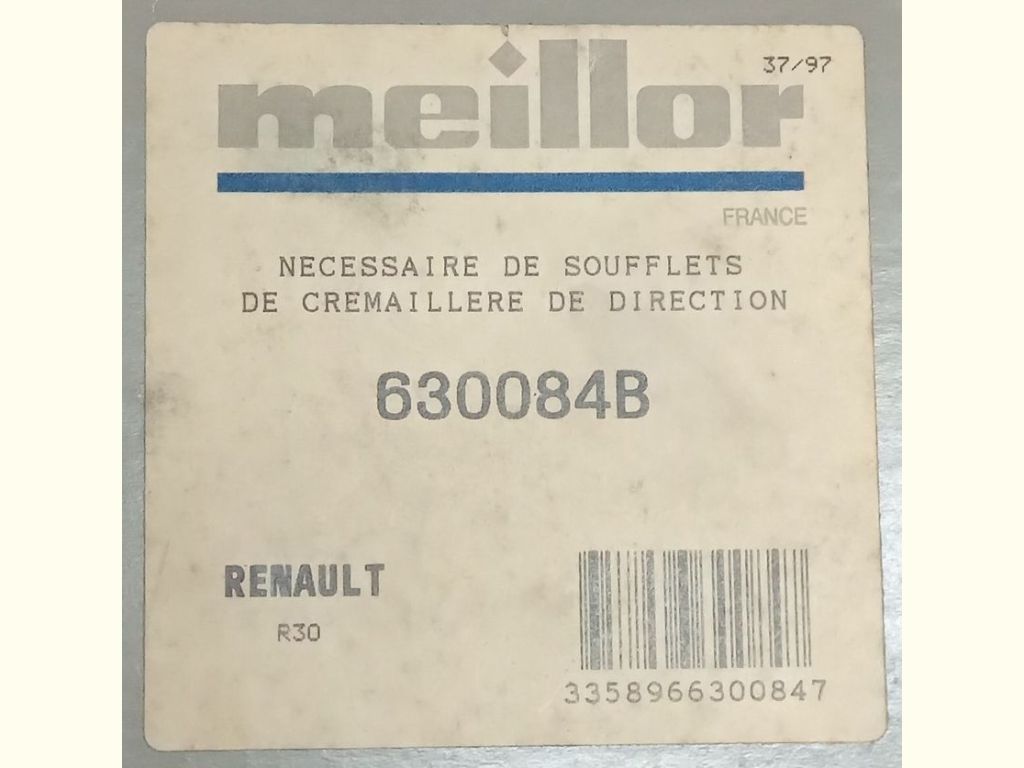 37/97
meillor
FRANCE
NECESSAIRE DE SOUFFLETS
DE CREMAILLERE DE DIRECTION
630084B
RENAULT
R30
3358966300847